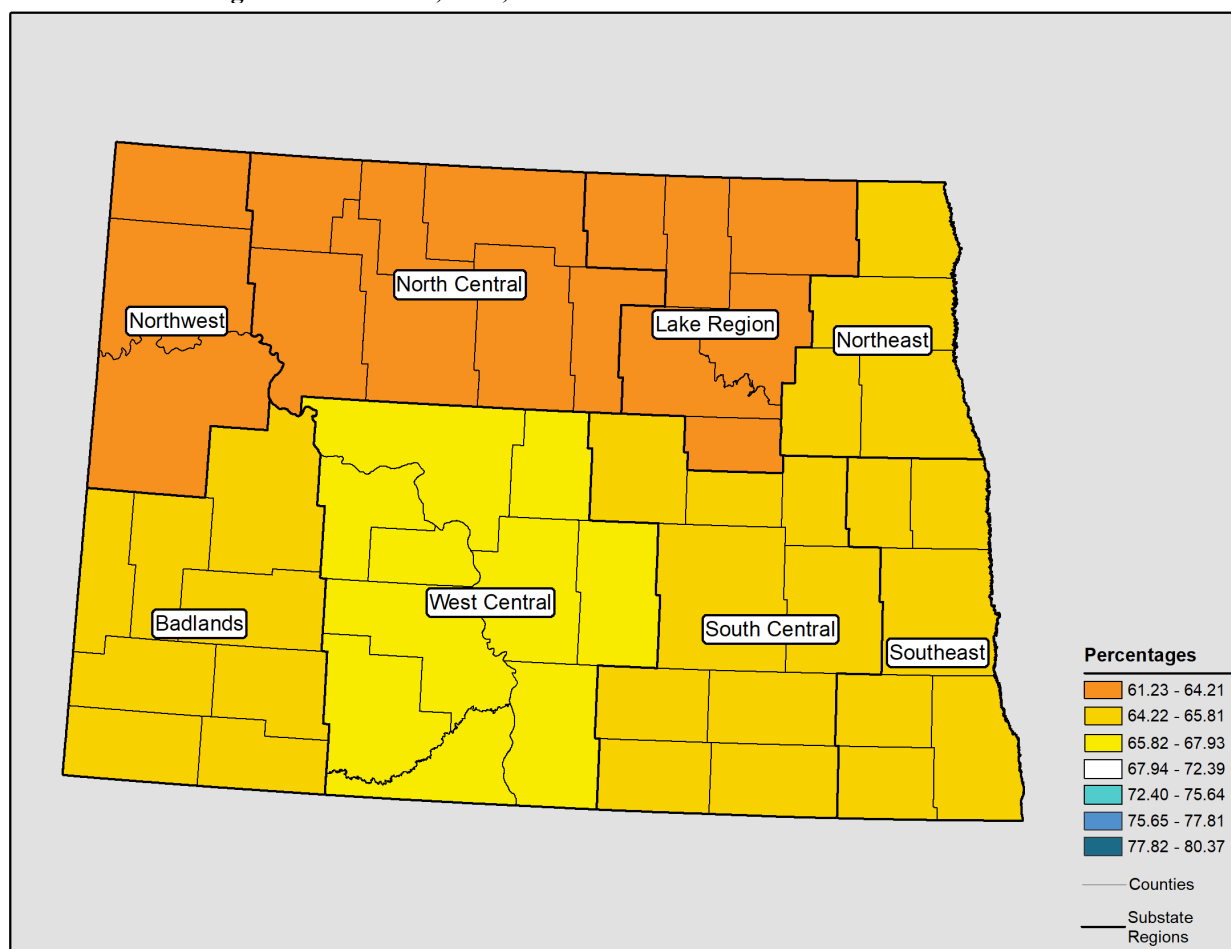 North Central
Northwest
Lake Region
Northeast
West Central
Badlands
South Central
Southeast
Percentages
61.23 - 64.21
64.22 - 65.81
65.82 - 67.93
67.94 - 72.39
72.40 - 75.64
75.65 - 77.81
77.82 - 80.37
Counties
Substate
Regions